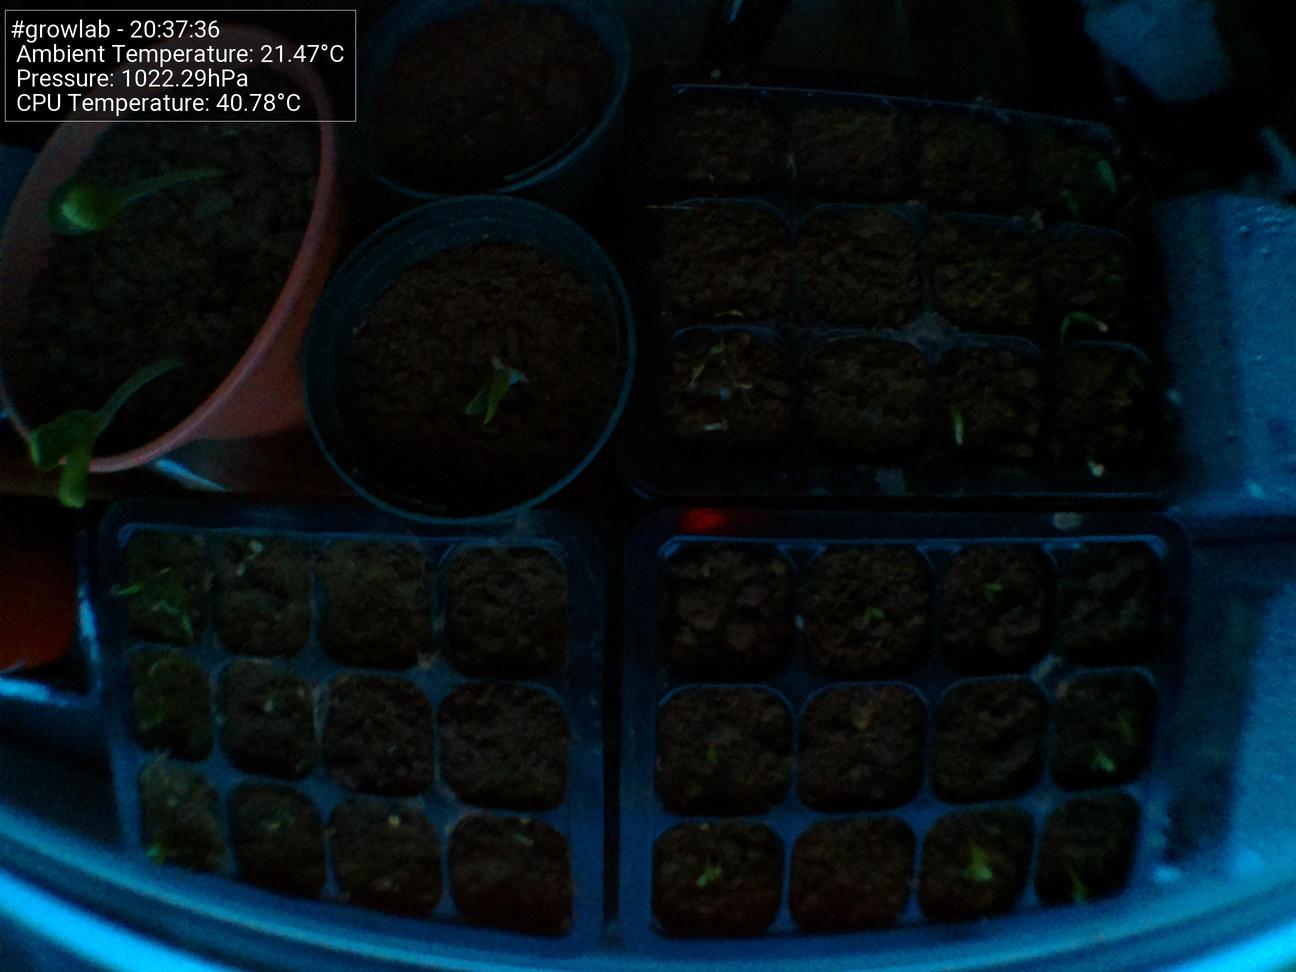 #growlab - 20:37:36
Ambient Temperature: 21.47°C
Pressure: 1022.29hPa
CPU Temperature: 40.78°C